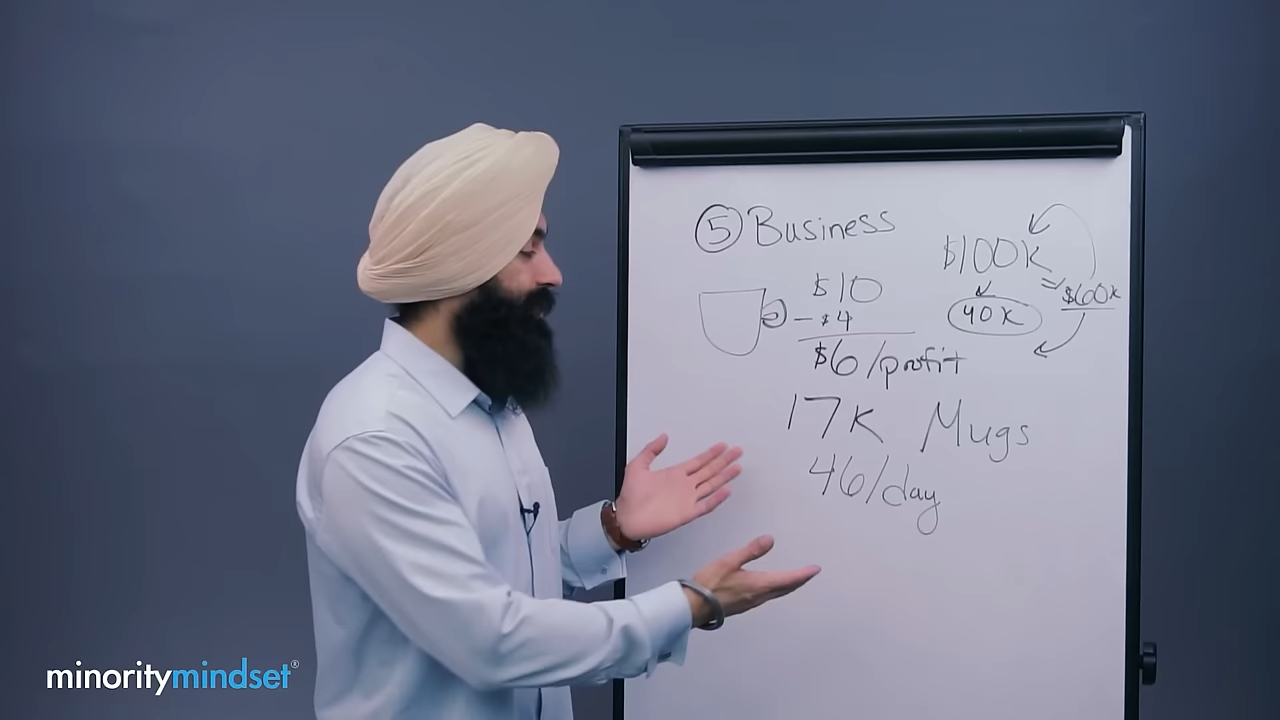 ⑤ Business
$10
- $4
$6/profit
$100K
$60K
40K
17K Mugs
46/day
minoritymindset®